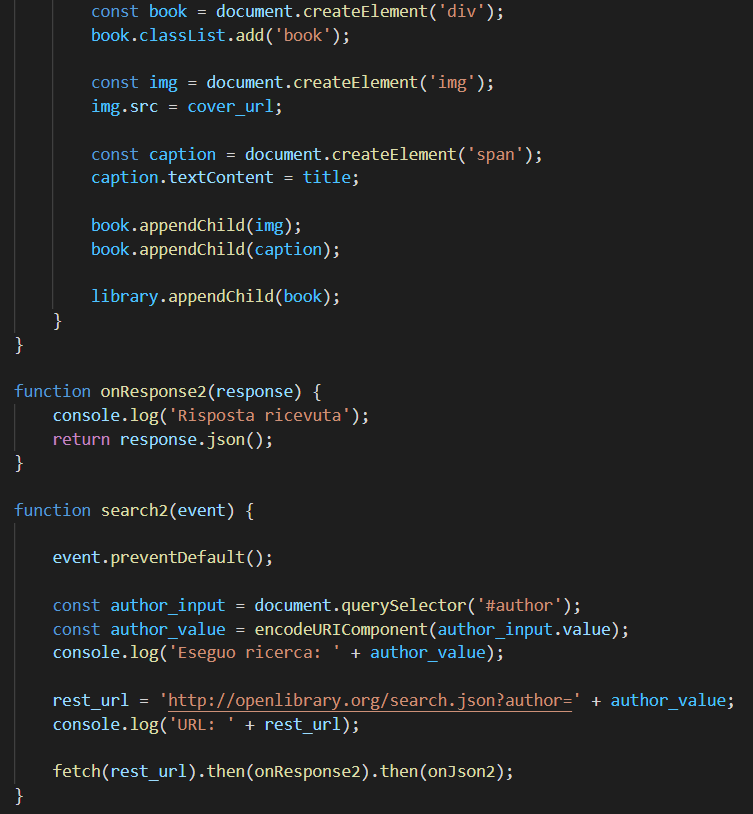 const book = document.createElement('div');
book.classList.add('book');
const img = document.createElement('img');
img.src = cover_url;
const caption = document.createElement('span');
caption.textContent = title;
book.appendChild(img);
book.appendChild(caption);
library.appendChild(book);
}
}
function onResponse2(response) {
console.log('Risposta ricevuta');
return response.json();
}
function search2(event) {
event.preventDefault();
const author_input = document.querySelector('#author');
const author_value = encodeURIComponent(author_input.value);
console.log('Eseguo ricerca: ' + author_value);
rest_url = 'http://openlibrary.org/search.json?author=' + author_value;
console.log('URL: ' + rest_url);
fetch(rest_url).then(onResponse2).then(onJson2);
}